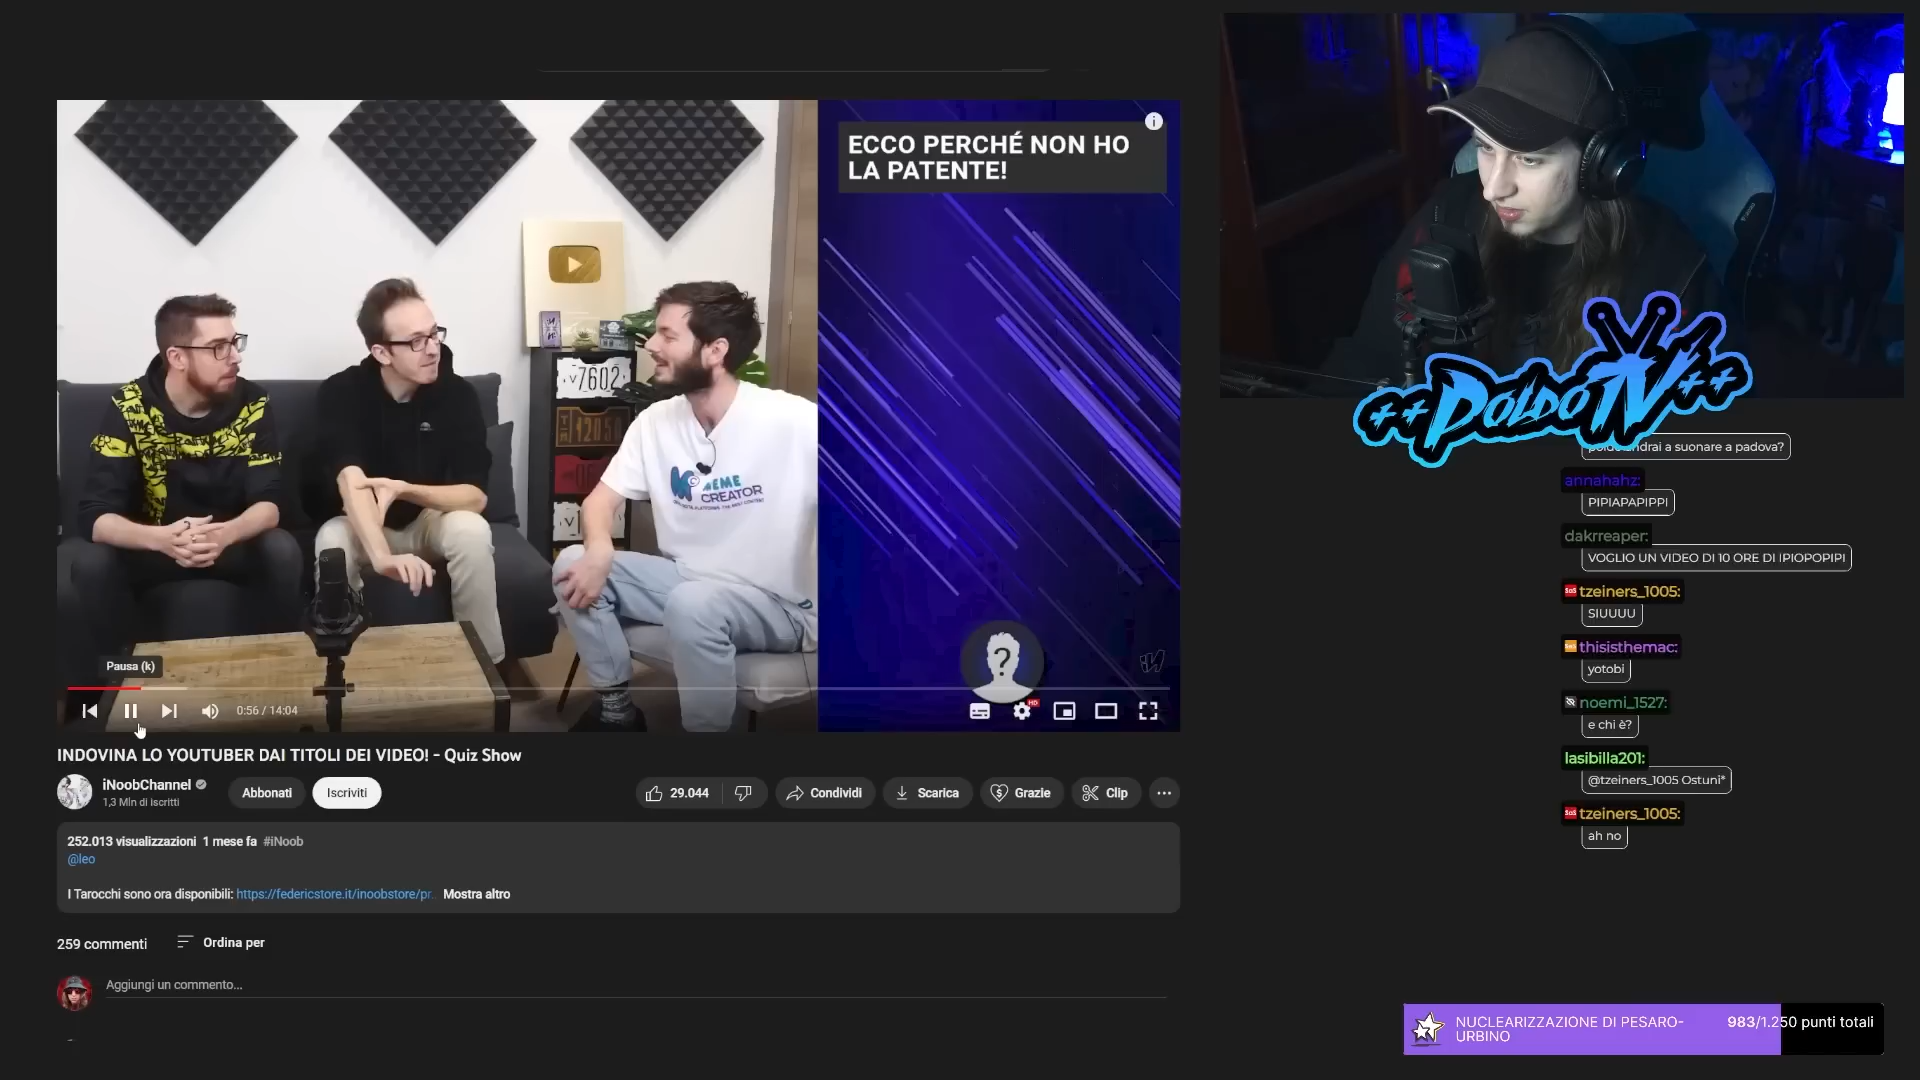 ECCO PERCHÉ NON HO
LA PATENTE!
V7602
MEME
CREATOR
Pausa (k)
0:56 / 14:04
HD
INDOVINA LO YOUTUBER DAI TITOLI DEI VIDEO! - Quiz Show
iNoobChannel
1,3 Mln di iscritti
Abbonati
Iscriviti
29.044
Condividi
Scarica
Grazie
Clip
252.013 visualizzazioni 1 mese fa #iNoob
@leo
I Tarocchi sono ora disponibili: https://federicstore.it/inoobstore/pr... Mostra altro
259 commenti
Ordina per
Aggiungi un commento...
++POLDOTV++
a suonare a padova?
annahahz:
PIPIAPAPIPPI
dakrreaper:
VOGLIO UN VIDEO DI 10 ORE DI IPIOPOPIPI
tzeiners_1005:
SIUUUU
thisisthemac:
yotobi
noemi_1527:
e chi è?
lasibilla201:
@tzeiners_1005 Ostuni*
tzeiners_1005:
ah no
NUCLEARIZZAZIONE DI PESARO-
URBINO
983/1.250 punti totali